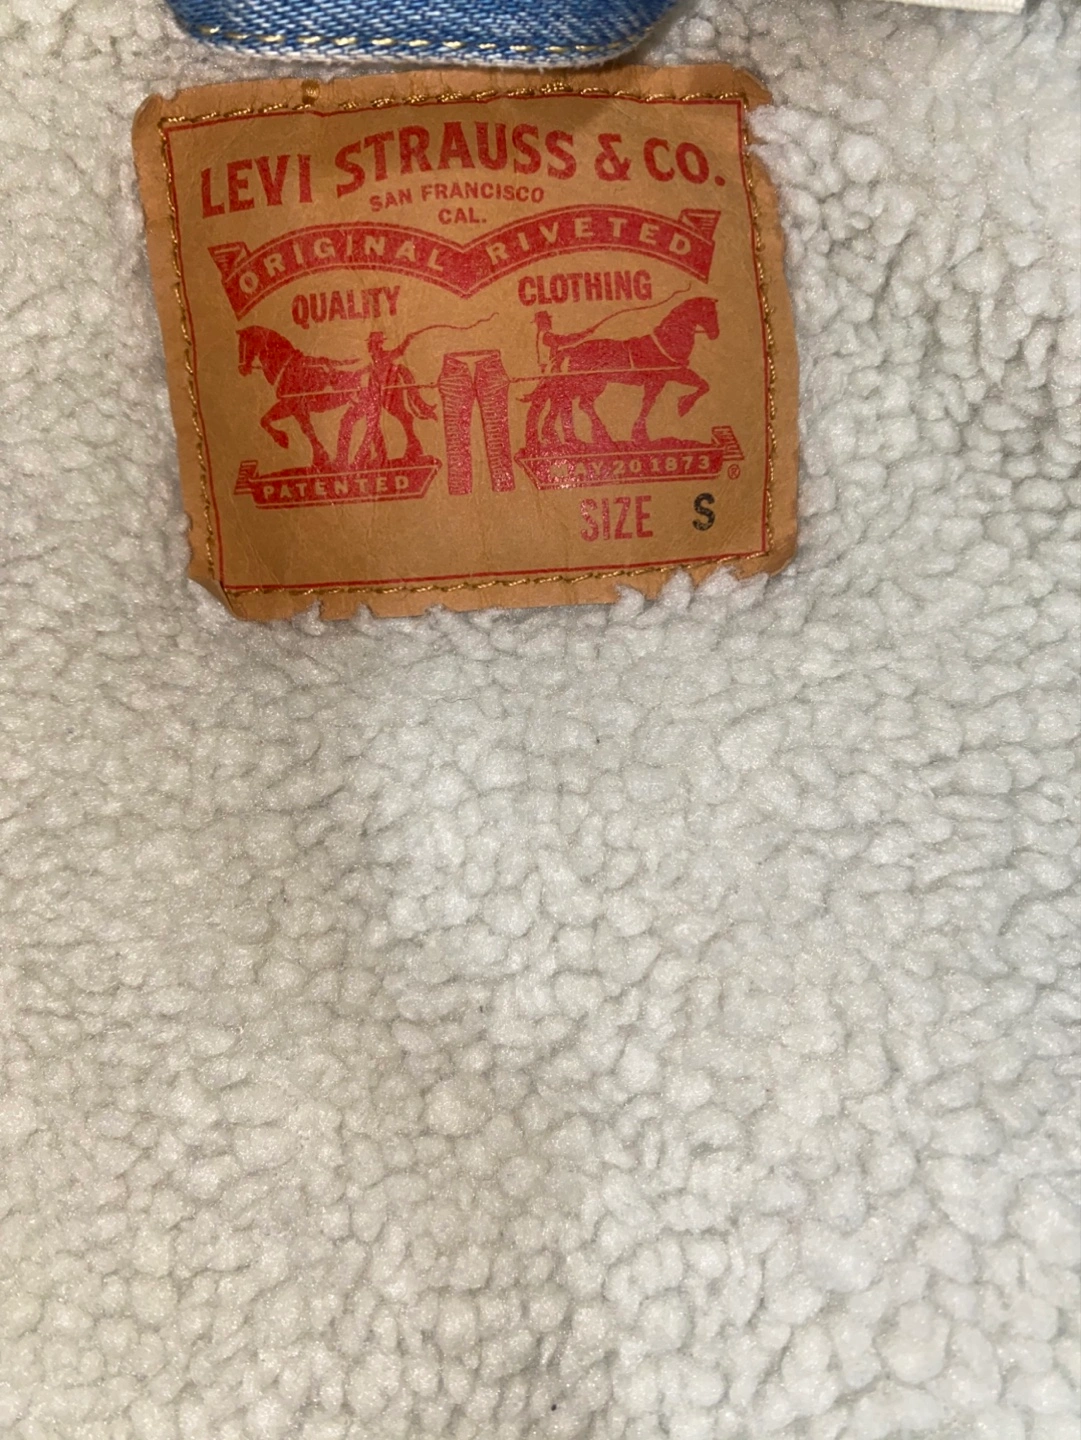 LEVI STRAUSS & CO.
SAN FRANCISCO
CAL.
ORIGINAL RIVETED
QUALITY CLOTHING
PATENTED MAY 20 1873 ®
SIZE S